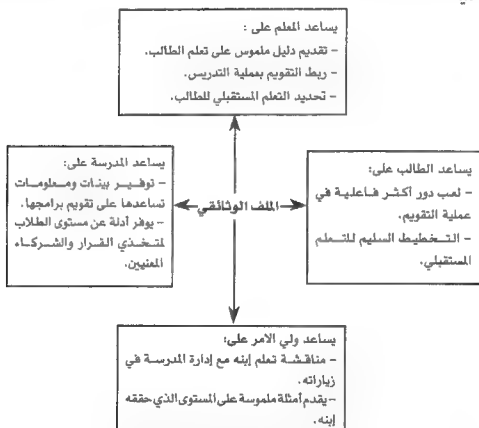 يساعد المعلم على :
- تقديم دليل ملموس على تعلم الطالب.
- ربط التقويم بعملية التدريس.
- تحديد التعلم المستقبلي للطالب.
يساعد الطالب على:
- لعب دور أكثر فاعلية في
عملية التقويم.
- التخطيط السليم للتعلم
المستقبلي.
الملف الوثائقي
يساعد المدرسة على:
- توفير بينات ومعلومات
تساعدها على تقويم برامجها.
- يوفر أدلة عن مستوى الطلاب
لمتخذي القرار والشركاء
المعنيين.
يساعد ولي الامر على:
- مناقشة تعلم إبنه مع إدارة المدرسة في
زياراته.
- يقدم أمثلة ملموسة على المستوى الذي حققه
إبنه.